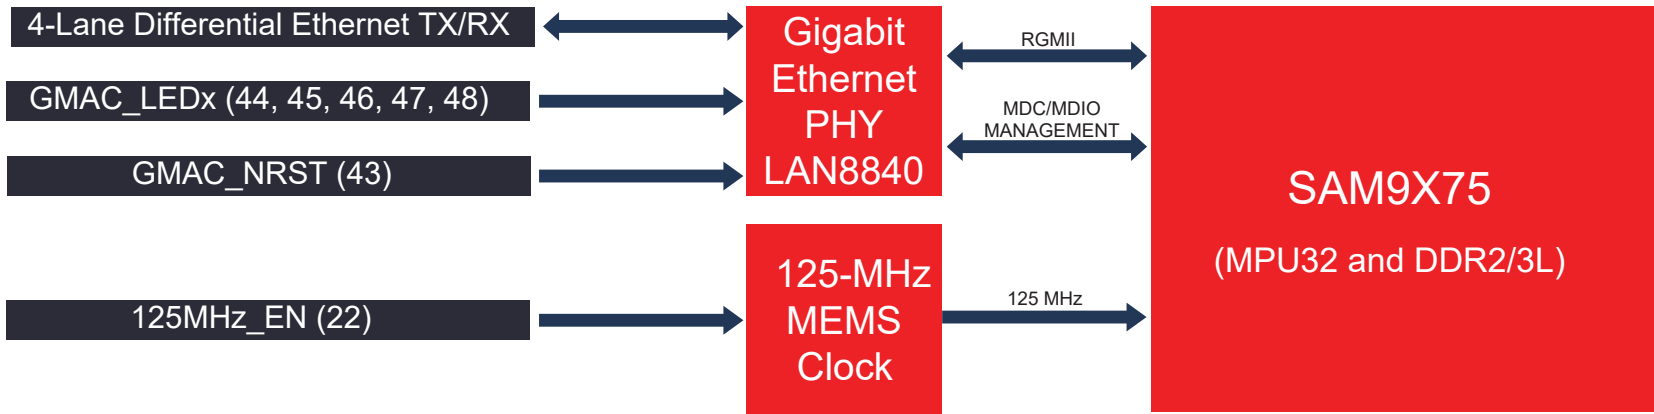 4-Lane Differential Ethernet TX/RX
GMAC_LEDx (44, 45, 46, 47, 48)
GMAC_NRST (43)
125MHz_EN (22)
Gigabit
Ethernet
PHY
LAN8840
125-MHz
MEMS
Clock
RGMII
MDC/MDIO
MANAGEMENT
125 MHz
SAM9X75
(MPU32 and DDR2/3L)